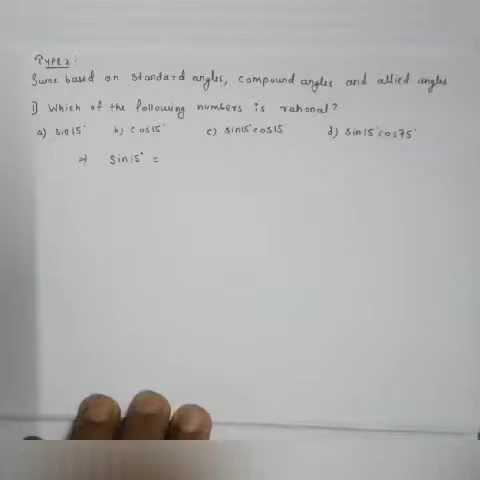 TYPE 2:
Sums based on standard angles, compound angles and allied angles
1) Which of the following numbers is rational?
a) sin15° b) cos15° c) sin15°cos15° d) sin15°cos75°
⇒ sin15° =